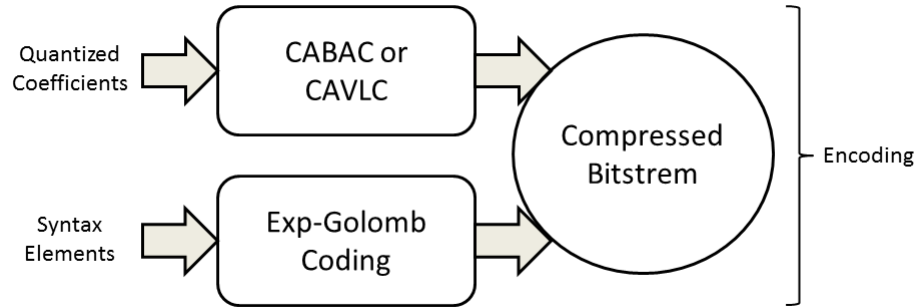 Quantized
Coefficients
CABAC or
CAVLC
Compressed
Bitstrem
Encoding
Syntax
Elements
Exp-Golomb
Coding